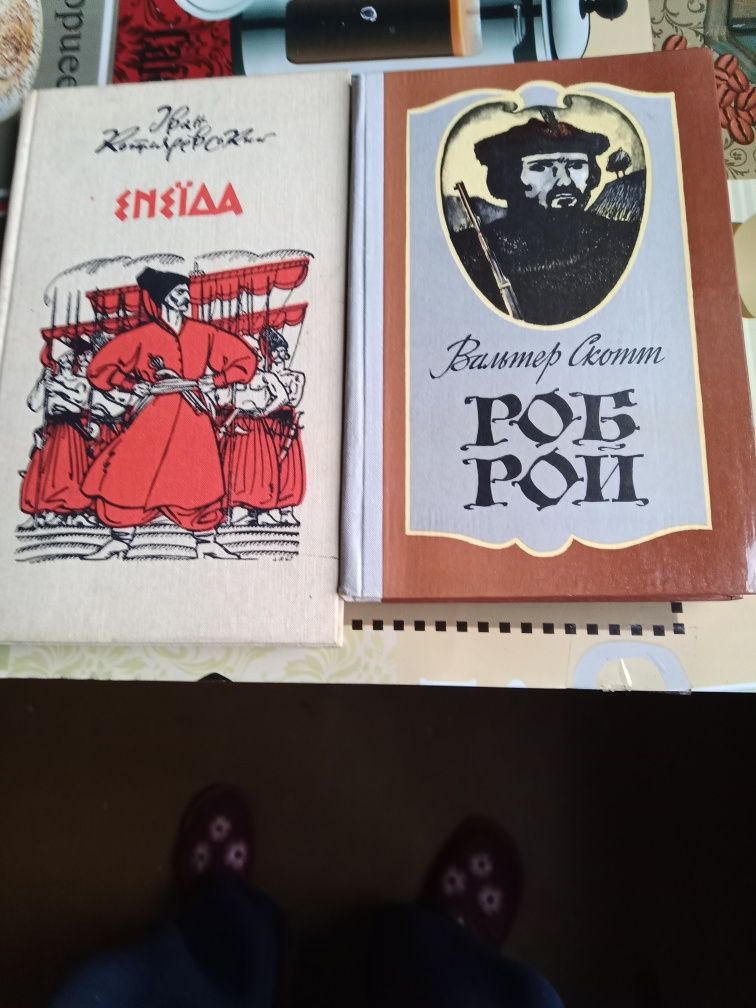 Іван
Котляревський
ЕНЕЇДА
Вальтер Скотт
РОБ
РОЙ